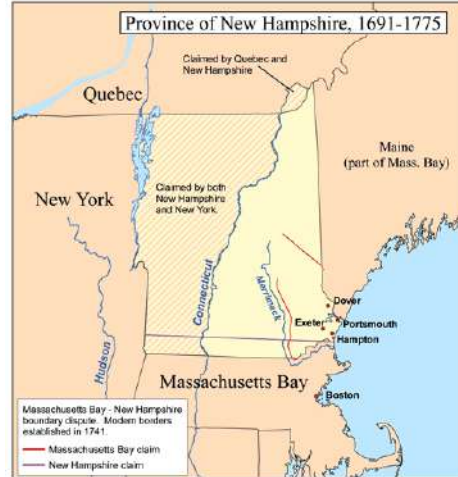 Province of New Hampshire, 1691-1775
Claimed by Quebec and
New Hampshire
Quebec
Maine
(part of Mass. Bay)
Claimed by both
New Hampshire
and New York.
New York
Connecticut
Merrimack
Hudson
Dover
Exeter
Portsmouth
Hampton
Massachusetts Bay
Boston
Massachusetts Bay - New Hampshire
boundary dispute. Modern borders
established in 1741.
Massachusetts Bay claim
New Hampshire claim